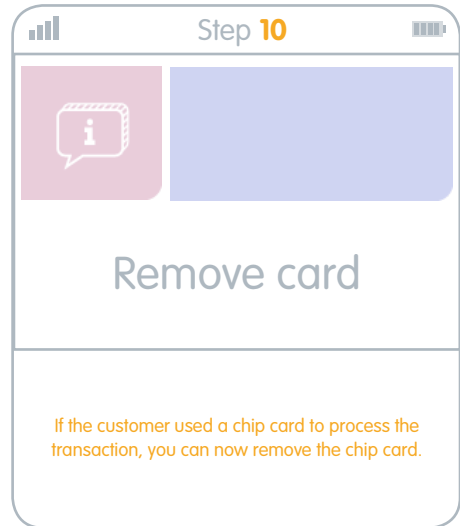 Step 10
Remove card
If the customer used a chip card to process the
transaction, you can now remove the chip card.